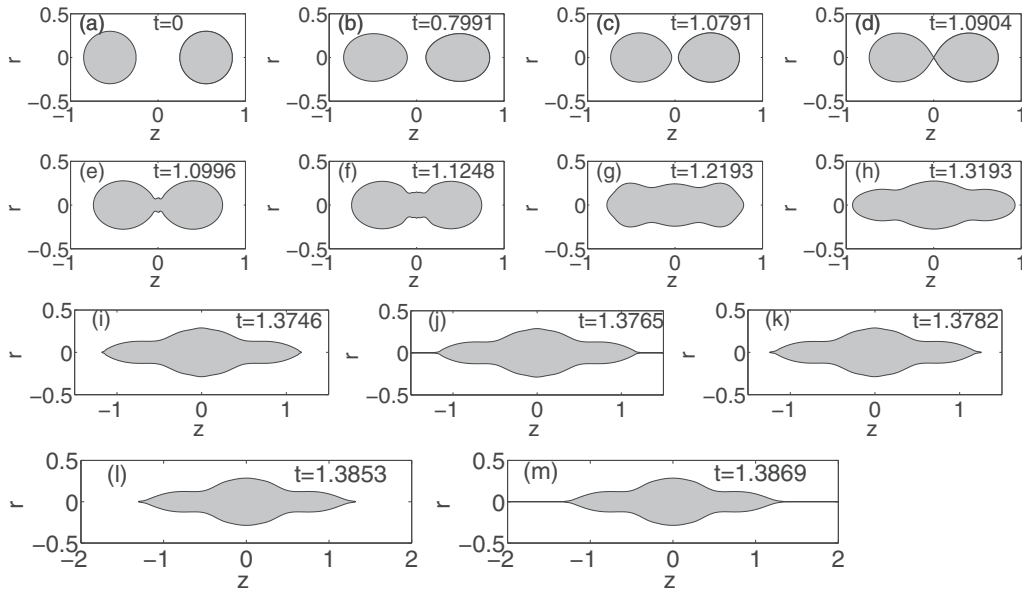 (a) t=0
0.5
r
0
−0.5
−1 0 1
z
(b) t=0.7991
0.5
r
0
−0.5
−1 0 1
z
(c) t=1.0791
0.5
r
0
−0.5
−1 0 1
z
(d) t=1.0904
0.5
r
0
−0.5
−1 0 1
z
(e) t=1.0996
0.5
r
0
−0.5
−1 0 1
z
(f) t=1.1248
0.5
r
0
−0.5
−1 0 1
z
(g) t=1.2193
0.5
r
0
−0.5
−1 0 1
z
(h) t=1.3193
0.5
r
0
−0.5
−1 0 1
z
(i) t=1.3746
0.5
r
0
−0.5
−1 0 1
z
(j) t=1.3765
0.5
r
0
−0.5
−1 0 1
z
(k) t=1.3782
0.5
r
0
−0.5
−1 0 1
z
(l) t=1.3853
0.5
r
0
−0.5
−2 −1 0 1 2
z
(m) t=1.3869
0.5
r
0
−0.5
−2 −1 0 1 2
z